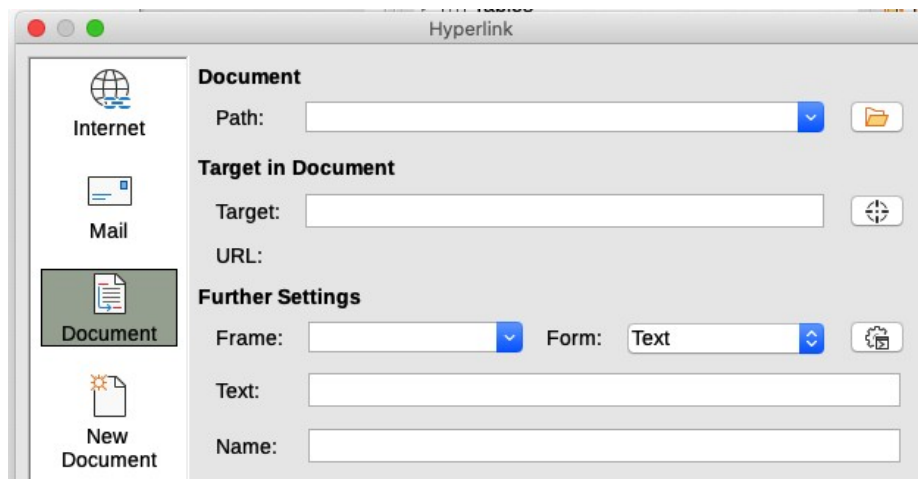 Tables
Hyperlink
Internet
Mail
Document
New
Document
Document
Path:
Target in Document
Target:
URL:
Further Settings
Frame:
Form:
Text
Text:
Name: